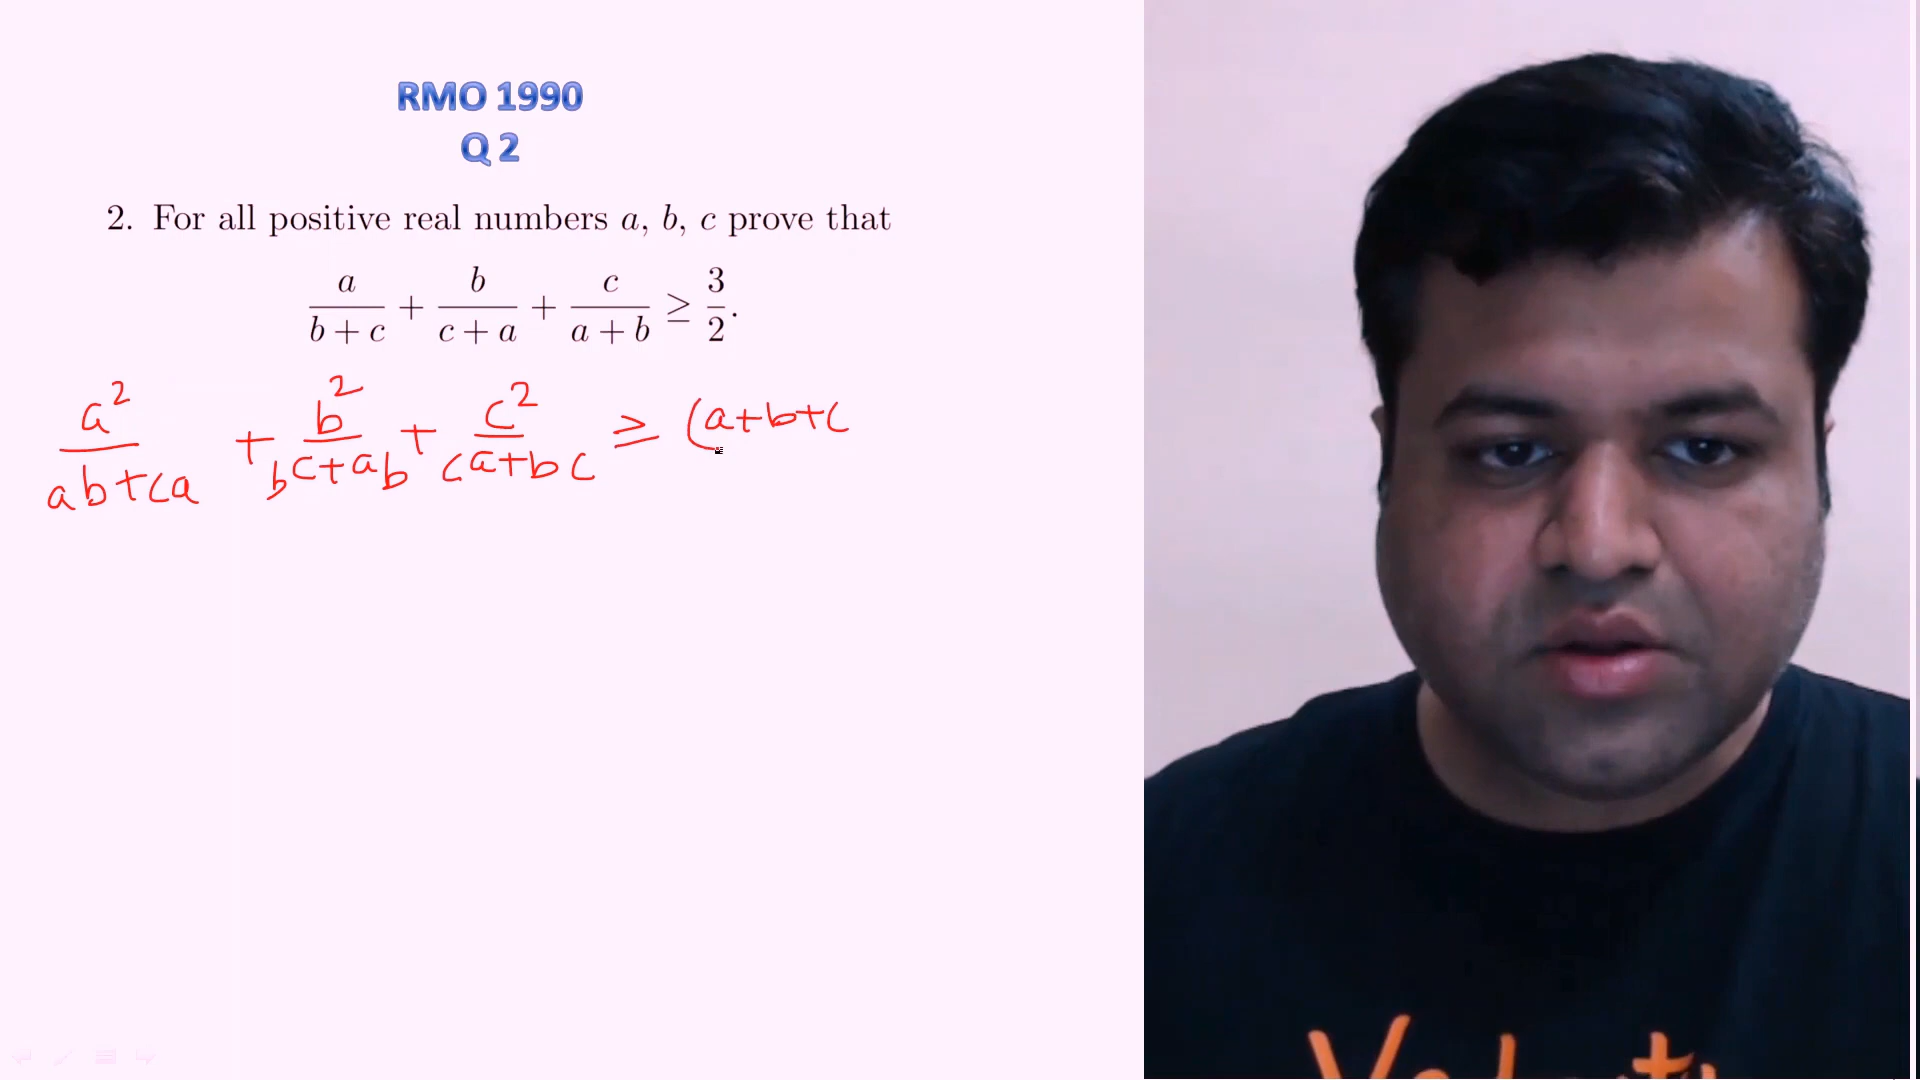 RMO 1990
Q 2
2. For all positive real numbers a, b, c prove that
a/(b + c) + b/(c + a) + c/(a + b) ≥ 3/2.
a²/(ab+ca) + b²/(bc+ab) + c²/(ca+bc) ≥ (a+b+c